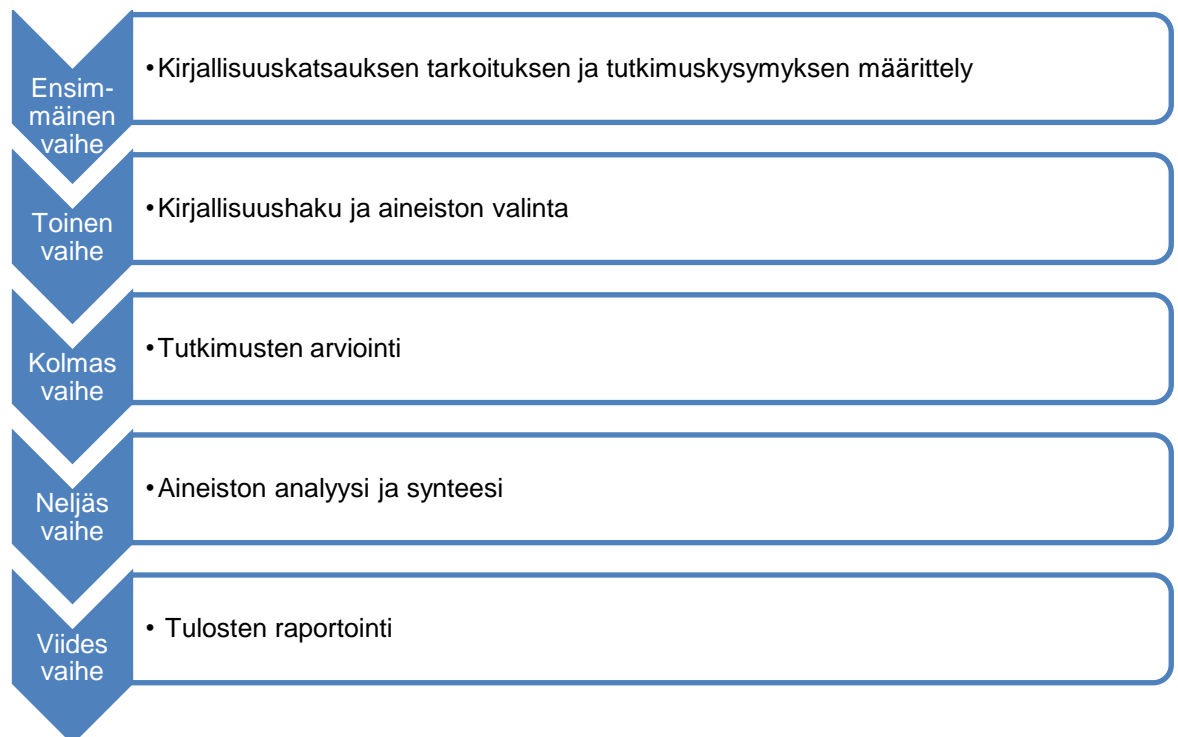 Ensim-
mäinen
vaihe
•Kirjallisuuskatsauksen tarkoituksen ja tutkimuskysymyksen määrittely
Toinen
vaihe
•Kirjallisuushaku ja aineiston valinta
Kolmas
vaihe
•Tutkimusten arviointi
Neljäs
vaihe
•Aineiston analyysi ja synteesi
Viides
vaihe
• Tulosten raportointi